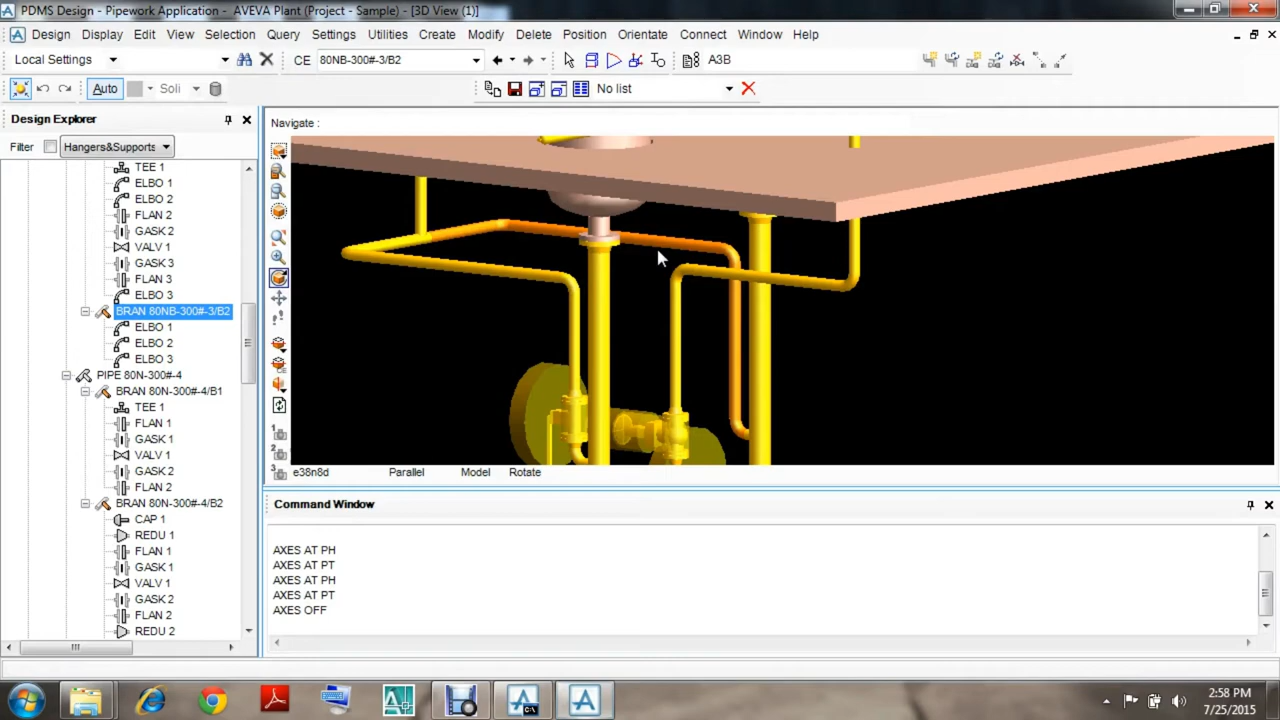 PDMS Design - Pipework Application - AVEVA Plant (Project - Sample) - [3D View (1)]
Design Display Edit View Selection Query Settings Utilities Create Modify Delete Position Orientate Connect Window Help
Local Settings CE 80NB-300#-3/B2 A3B
Auto Soli No list
Design Explorer
Filter Hangers&Supports
TEE 1
ELBO 1
ELBO 2
FLAN 2
GASK 2
VALV 1
GASK 3
FLAN 3
ELBO 3
BRAN 80NB-300#-3/B2
ELBO 1
ELBO 2
ELBO 3
PIPE 80N-300#-4
BRAN 80N-300#-4/B1
TEE 1
FLAN 1
GASK 1
VALV 1
GASK 2
FLAN 2
BRAN 80N-300#-4/B2
CAP 1
REDU 1
FLAN 1
GASK 1
VALV 1
GASK 2
FLAN 2
REDU 2
Navigate :
CE
1
2
3
e38n8d Parallel Model Rotate
Command Window
AXES AT PH
AXES AT PT
AXES AT PH
AXES AT PT
AXES OFF
C:\
2:58 PM
7/25/2015